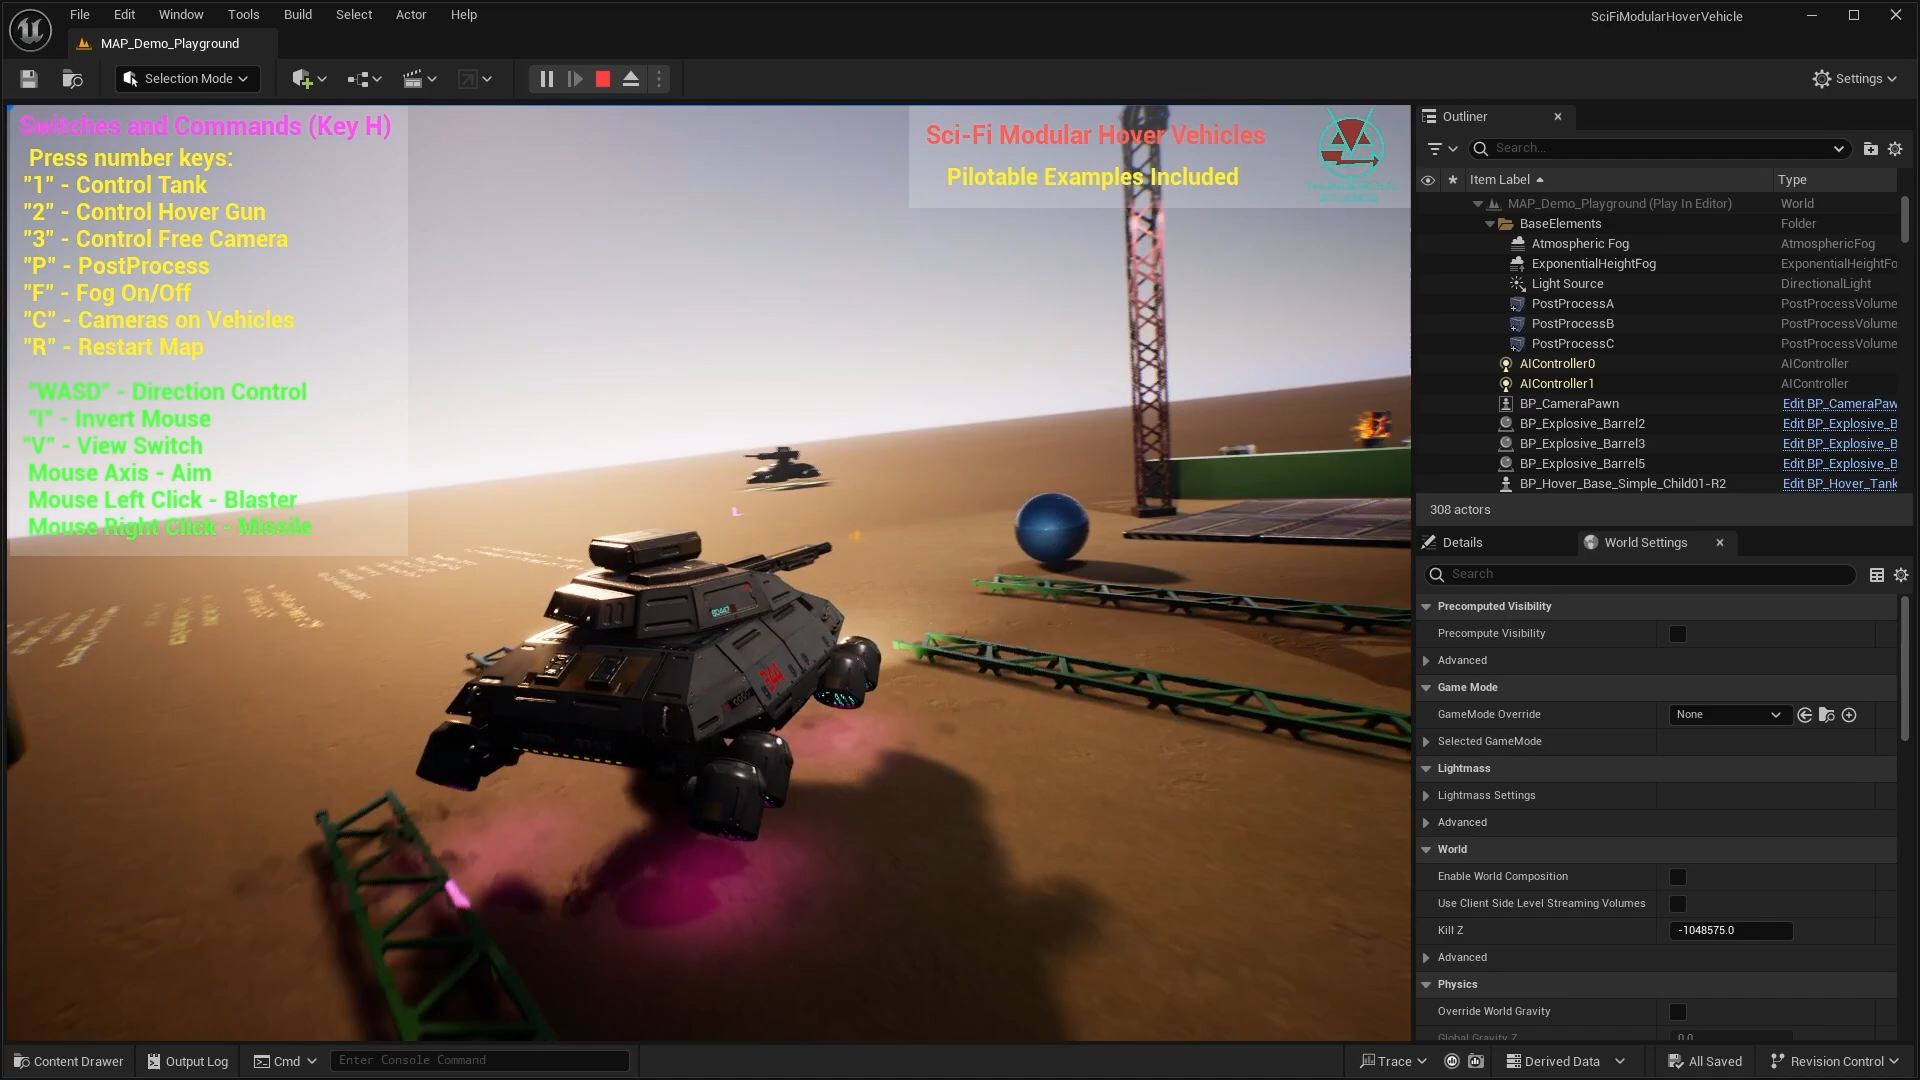 File Edit Window Tools Build Select Actor Help
SciFiModularHoverVehicle
MAP_Demo_Playground
Selection Mode
Settings
Switches and Commands (Key H)
Press number keys:
"1" - Control Tank
"2" - Control Hover Gun
"3" - Control Free Camera
"P" - PostProcess
"F" - Fog On/Off
"C" - Cameras on Vehicles
"R" - Restart Map
"WASD" - Direction Control
"I" - Invert Mouse
"V" - View Switch
Mouse Axis - Aim
Mouse Left Click - Blaster
Mouse Right Click - Missile
Sci-Fi Modular Hover Vehicles
Pilotable Examples Included
Outliner
Search...
Item Label Type
MAP_Demo_Playground (Play In Editor) World
BaseElements Folder
Atmospheric Fog AtmosphericFog
ExponentialHeightFog ExponentialHeightFo
Light Source DirectionalLight
PostProcessA PostProcessVolume
PostProcessB PostProcessVolume
PostProcessC PostProcessVolume
AIController0 AIController
AIController1 AIController
BP_CameraPawn Edit BP_CameraPaw
BP_Explosive_Barrel2 Edit BP_Explosive_B
BP_Explosive_Barrel3 Edit BP_Explosive_B
BP_Explosive_Barrel5 Edit BP_Explosive_B
BP_Hover_Base_Simple_Child01-R2 Edit BP_Hover_Tank
308 actors
Details World Settings
Search
Precomputed Visibility
Precompute Visibility
Advanced
Game Mode
GameMode Override None
Selected GameMode
Lightmass
Lightmass Settings
Advanced
World
Enable World Composition
Use Client Side Level Streaming Volumes
Kill Z -1048575.0
Advanced
Physics
Override World Gravity
Global Gravity Z 0.0
Content Drawer Output Log Cmd Enter Console Command Trace Derived Data All Saved Revision Control